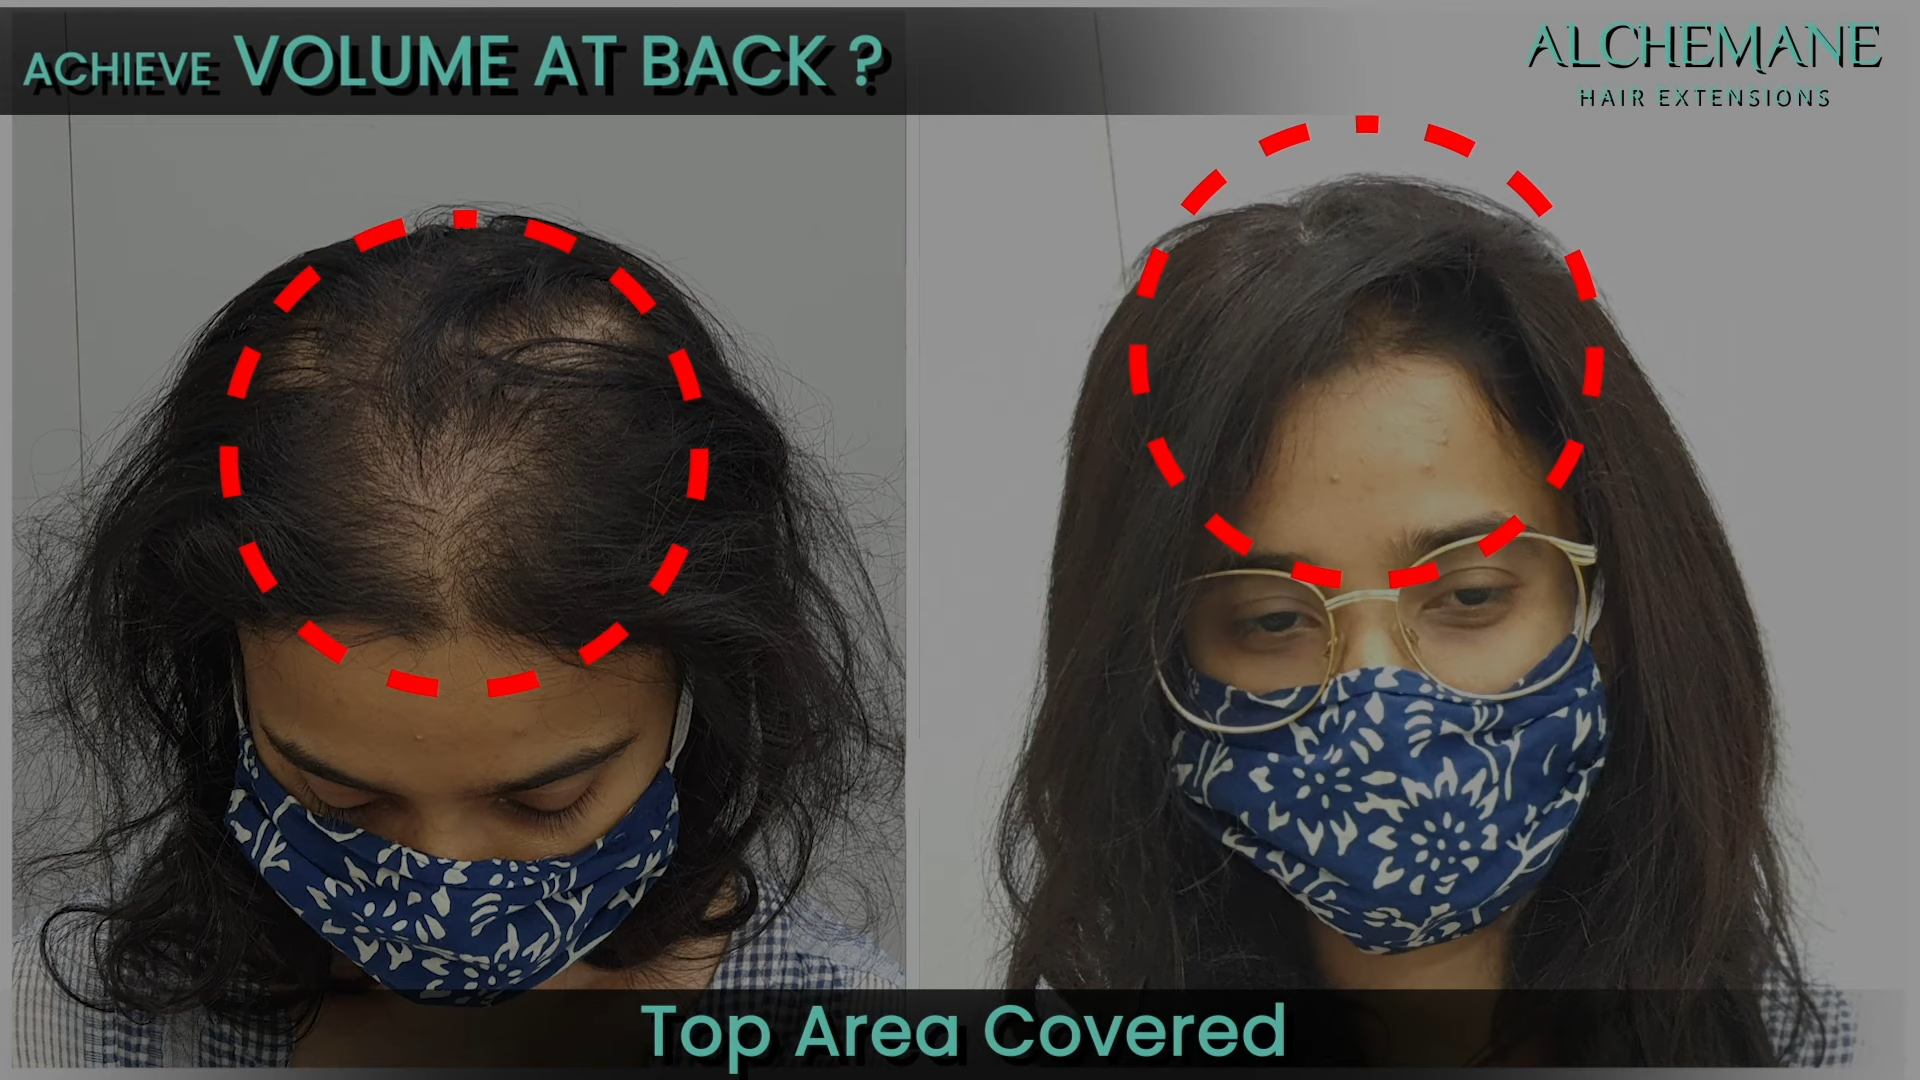 ACHIEVE VOLUME AT BACK ?
ALCHEMANE
HAIR EXTENSIONS
Top Area Covered